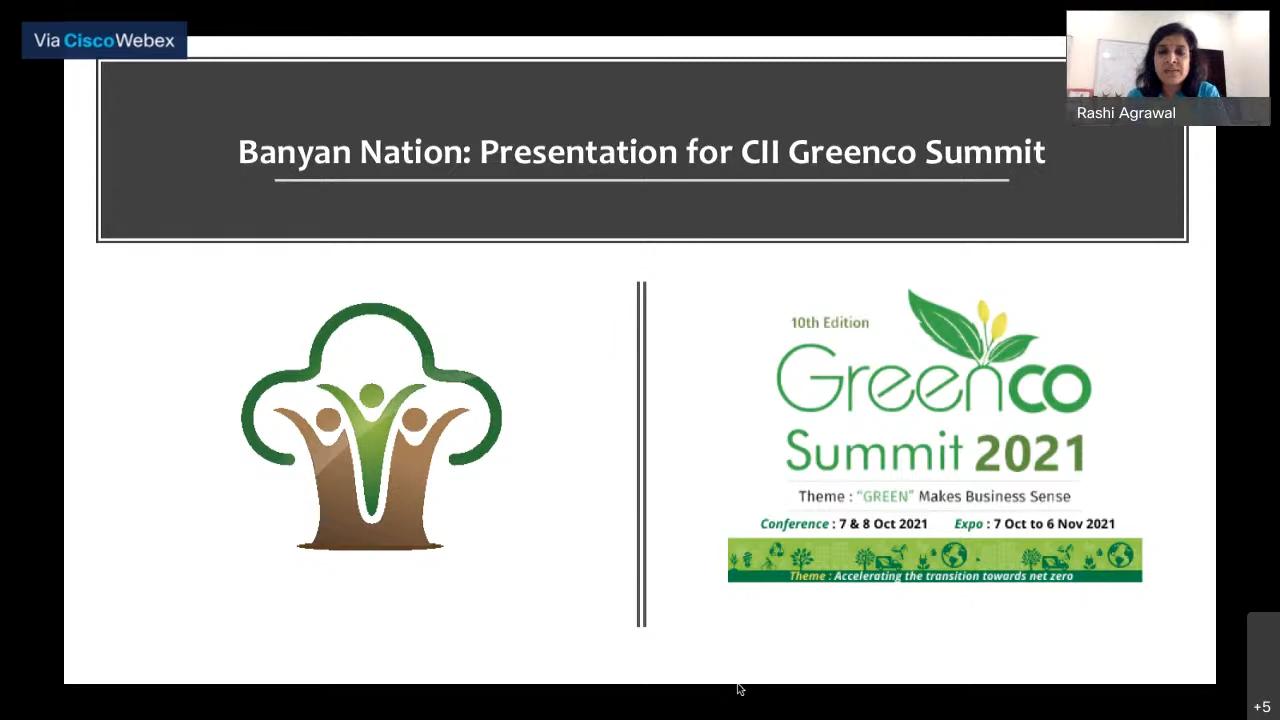 Via CiscoWebex
Rashi Agrawal
Banyan Nation: Presentation for CII Greenco Summit
10th Edition
Greenco
Summit 2021
Theme : “GREEN” Makes Business Sense
Conference : 7 & 8 Oct 2021 Expo : 7 Oct to 6 Nov 2021
Theme : Accelerating the transition towards net zero
+5